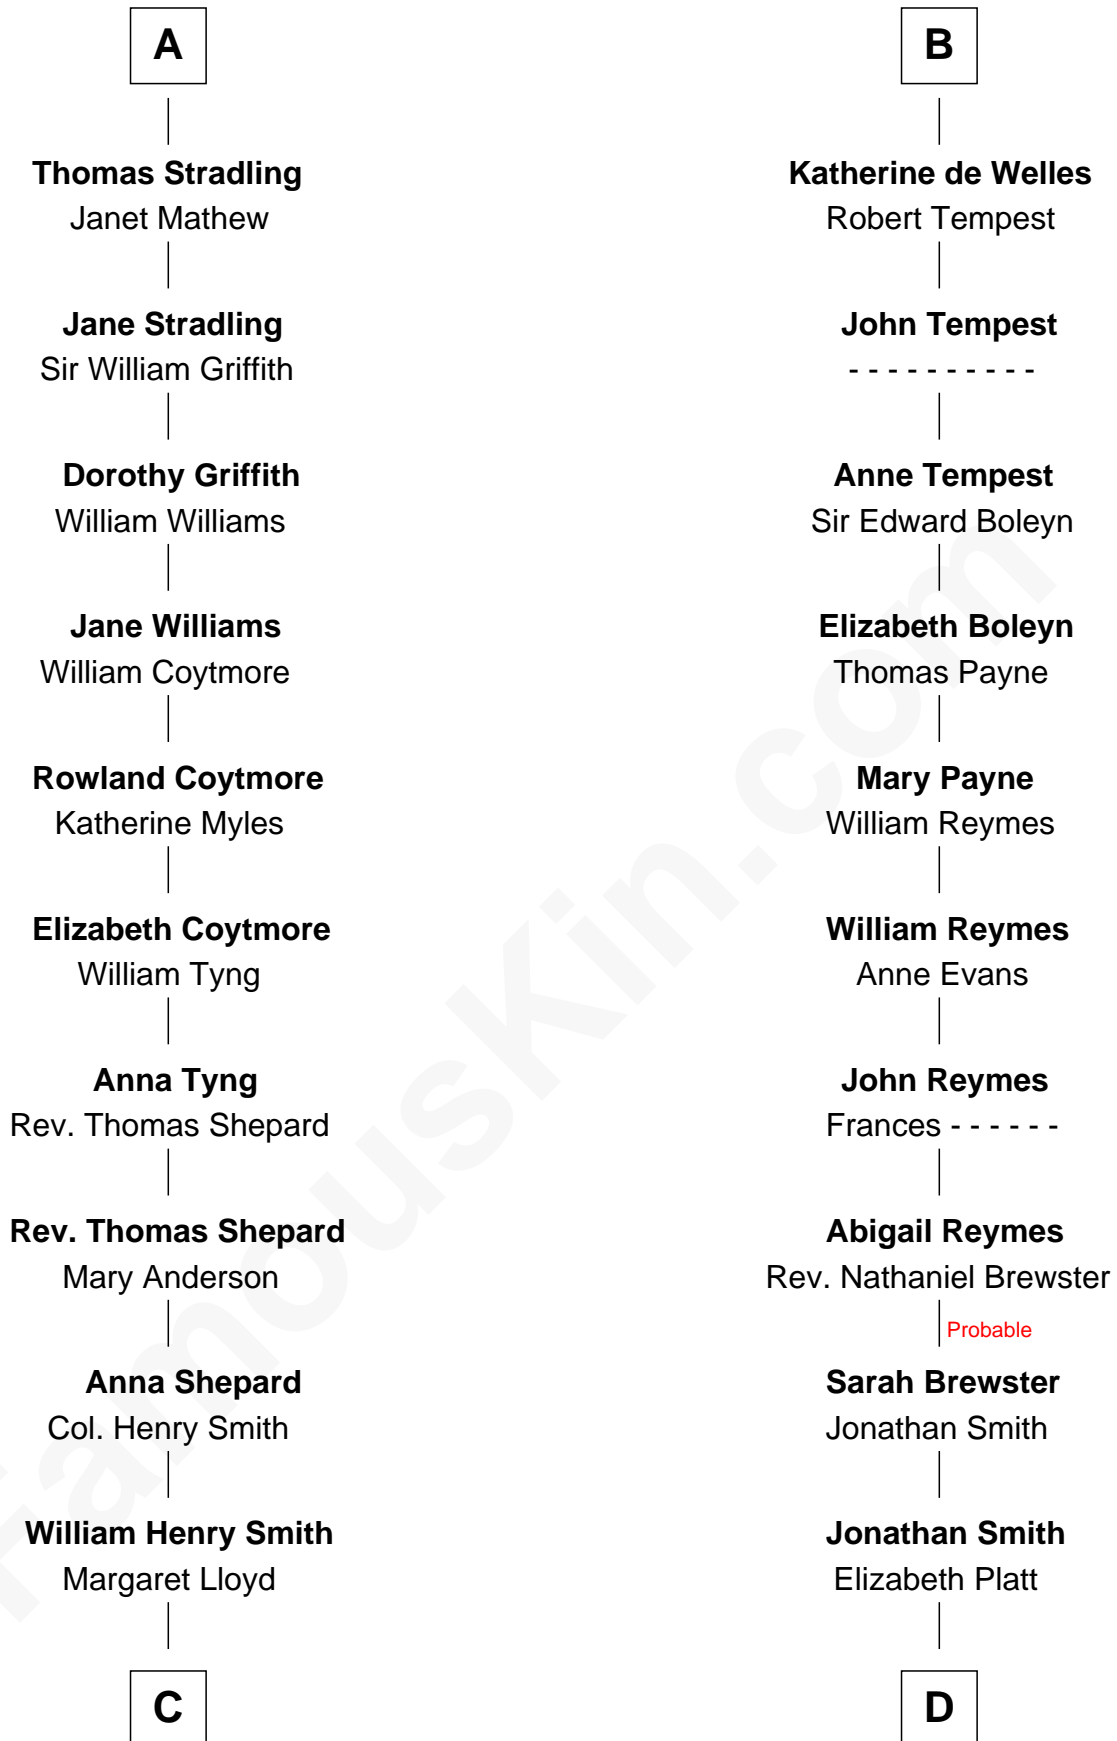 A
Thomas Stradling
Janet Mathew
Jane Stradling
Sir William Griffith
Dorothy Griffith
William Williams
Jane Williams
William Coytmore
Rowland Coytmore
Katherine Myles
Elizabeth Coytmore
William Tyng
Anna Tyng
Rev. Thomas Shepard
Rev. Thomas Shepard
Mary Anderson
Anna Shepard
Col. Henry Smith
William Henry Smith
Margaret Lloyd
C
B
Katherine de Welles
Robert Tempest
John Tempest
- - - - - - - - - -
Anne Tempest
Sir Edward Boleyn
Elizabeth Boleyn
Thomas Payne
Mary Payne
William Reymes
William Reymes
Anne Evans
John Reymes
Frances - - - - - -
Abigail Reymes
Rev. Nathaniel Brewster
Probable
Sarah Brewster
Jonathan Smith
Jonathan Smith
Elizabeth Platt
D
FamousKin.com